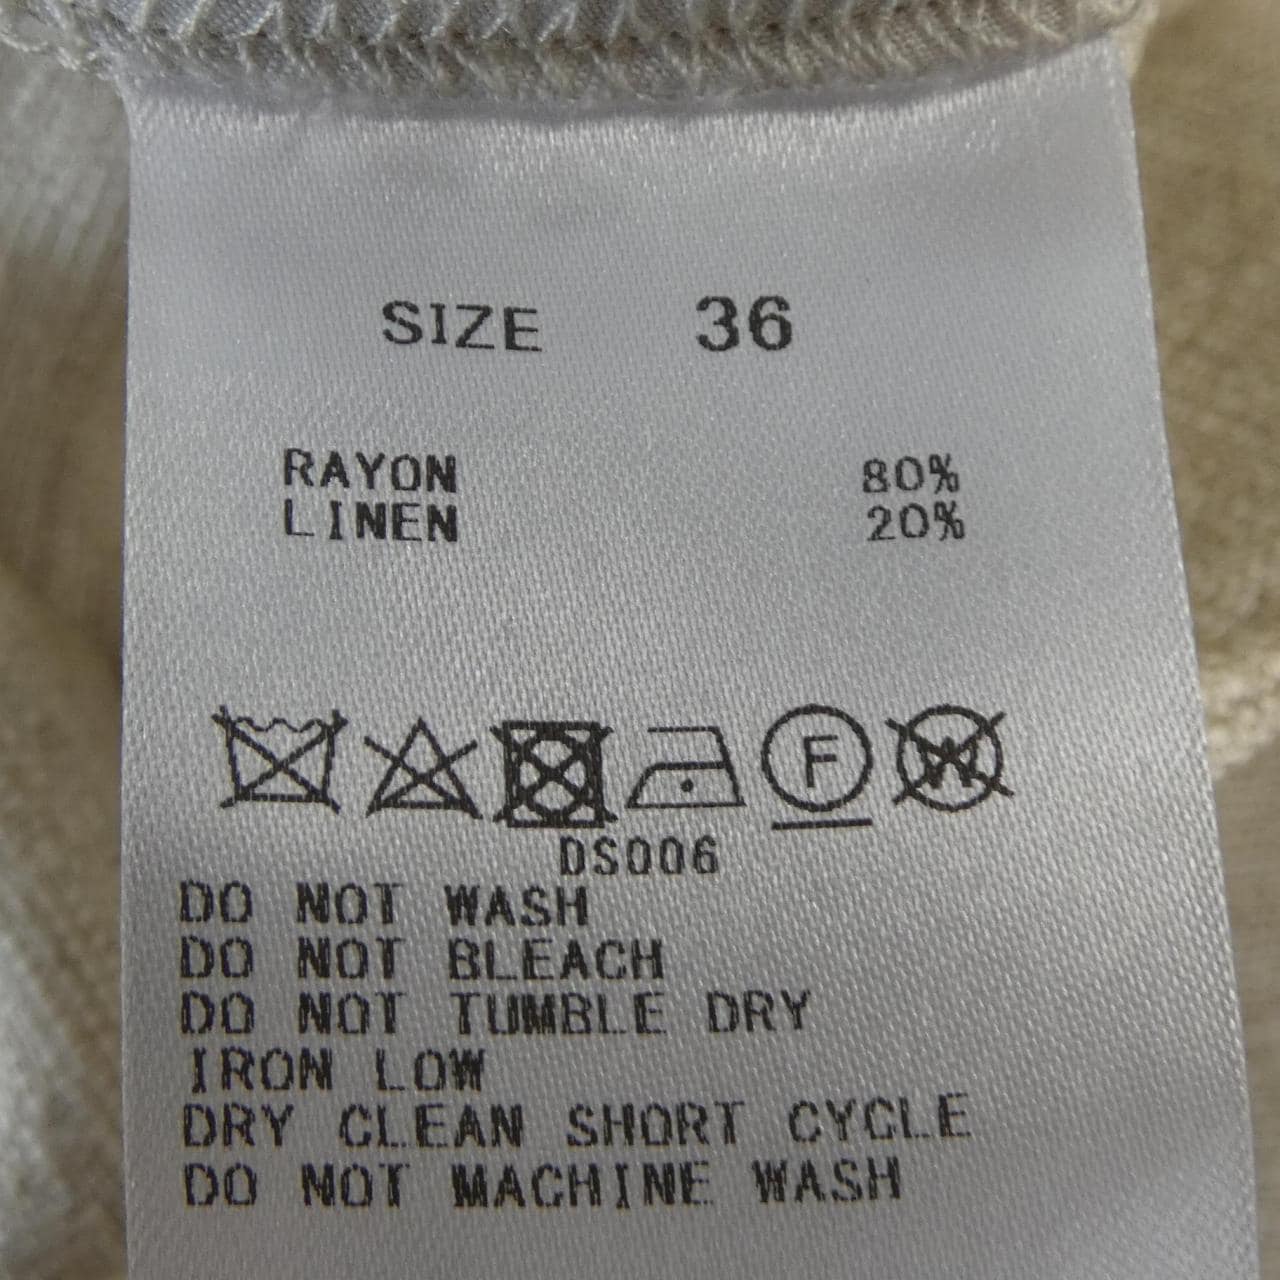 SIZE 36
RAYON 80%
LINEN 20%
F W
DS006
DO NOT WASH
DO NOT BLEACH
DO NOT TUMBLE DRY
IRON LOW
DRY CLEAN SHORT CYCLE
DO NOT MACHINE WASH